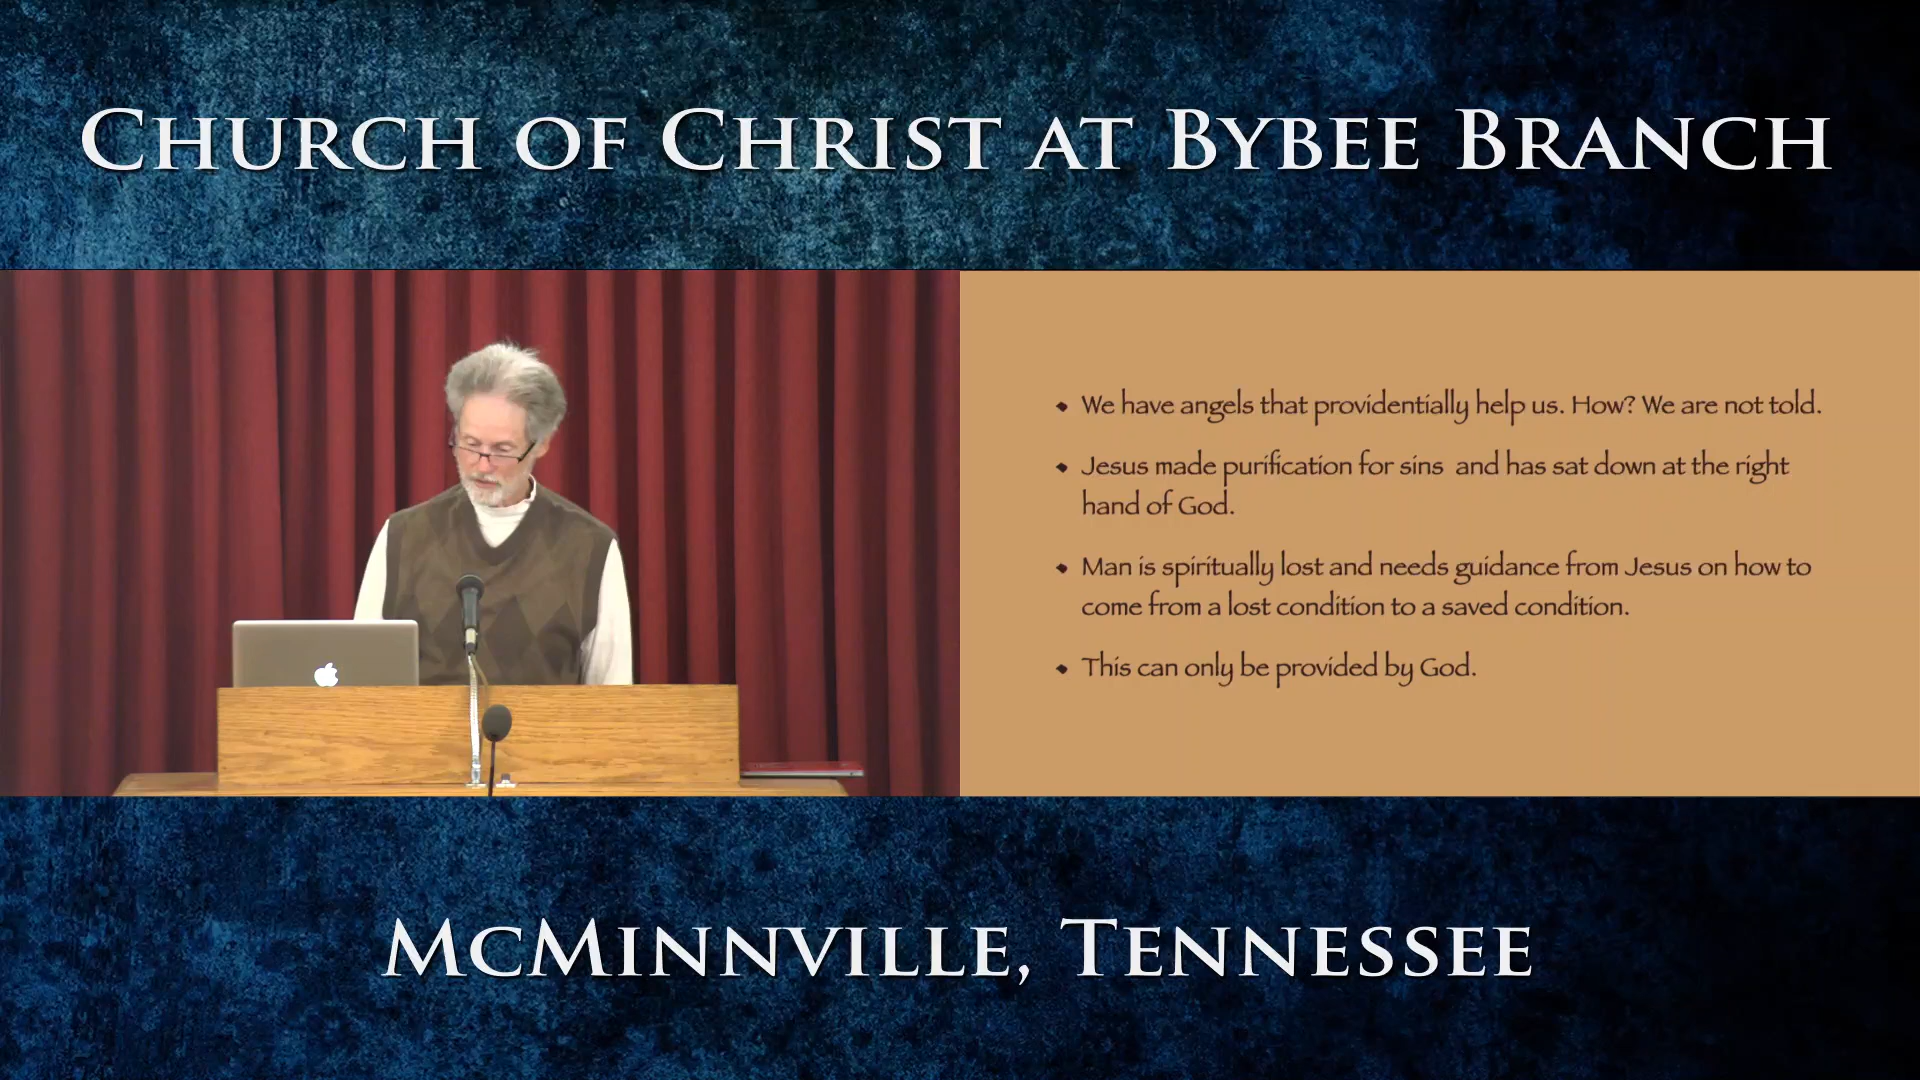 Church of Christ at Bybee Branch
• We have angels that providentially help us. How? We are not told.
• Jesus made purification for sins  and has sat down at the right
hand of God.
• Man is spiritually lost and needs guidance from Jesus on how to
come from a lost condition to a saved condition.
• This can only be provided by God.
McMinnville, Tennessee